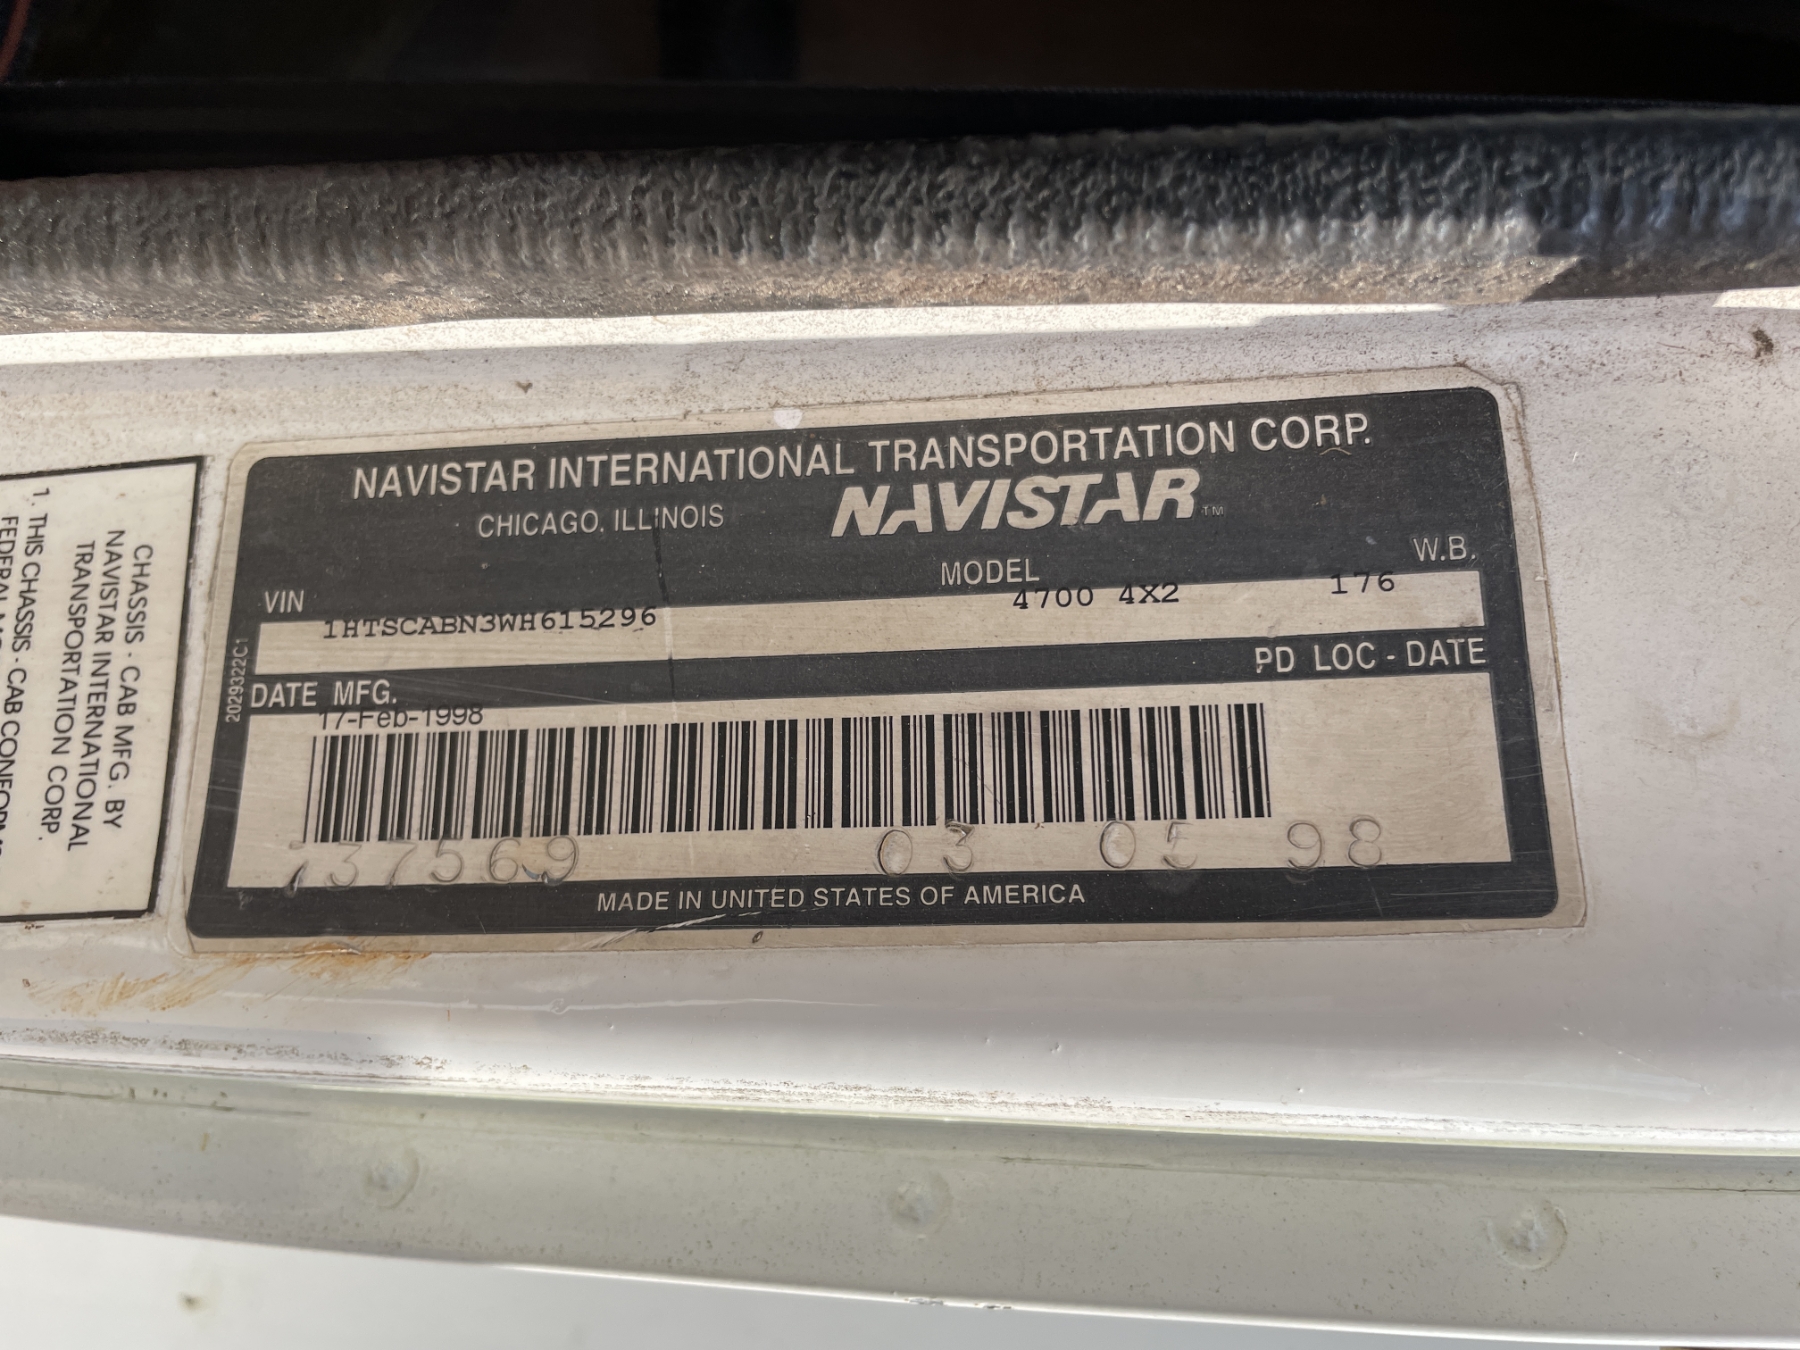 NAVISTAR INTERNATIONAL TRANSPORTATION CORP.
CHICAGO, ILLINOIS NAVISTAR TM
VIN MODEL W.B.
1HTSCABN3WH615296 4700 4X2 176
DATE MFG. PD LOC - DATE
17-Feb-1998
737569 03 05 98
MADE IN UNITED STATES OF AMERICA
2029322C1
CHASSIS - CAB MFG. BY
NAVISTAR INTERNATIONAL
TRANSPORTATION CORP.
1. THIS CHASSIS - CAB CONFORMS
FEDERAL